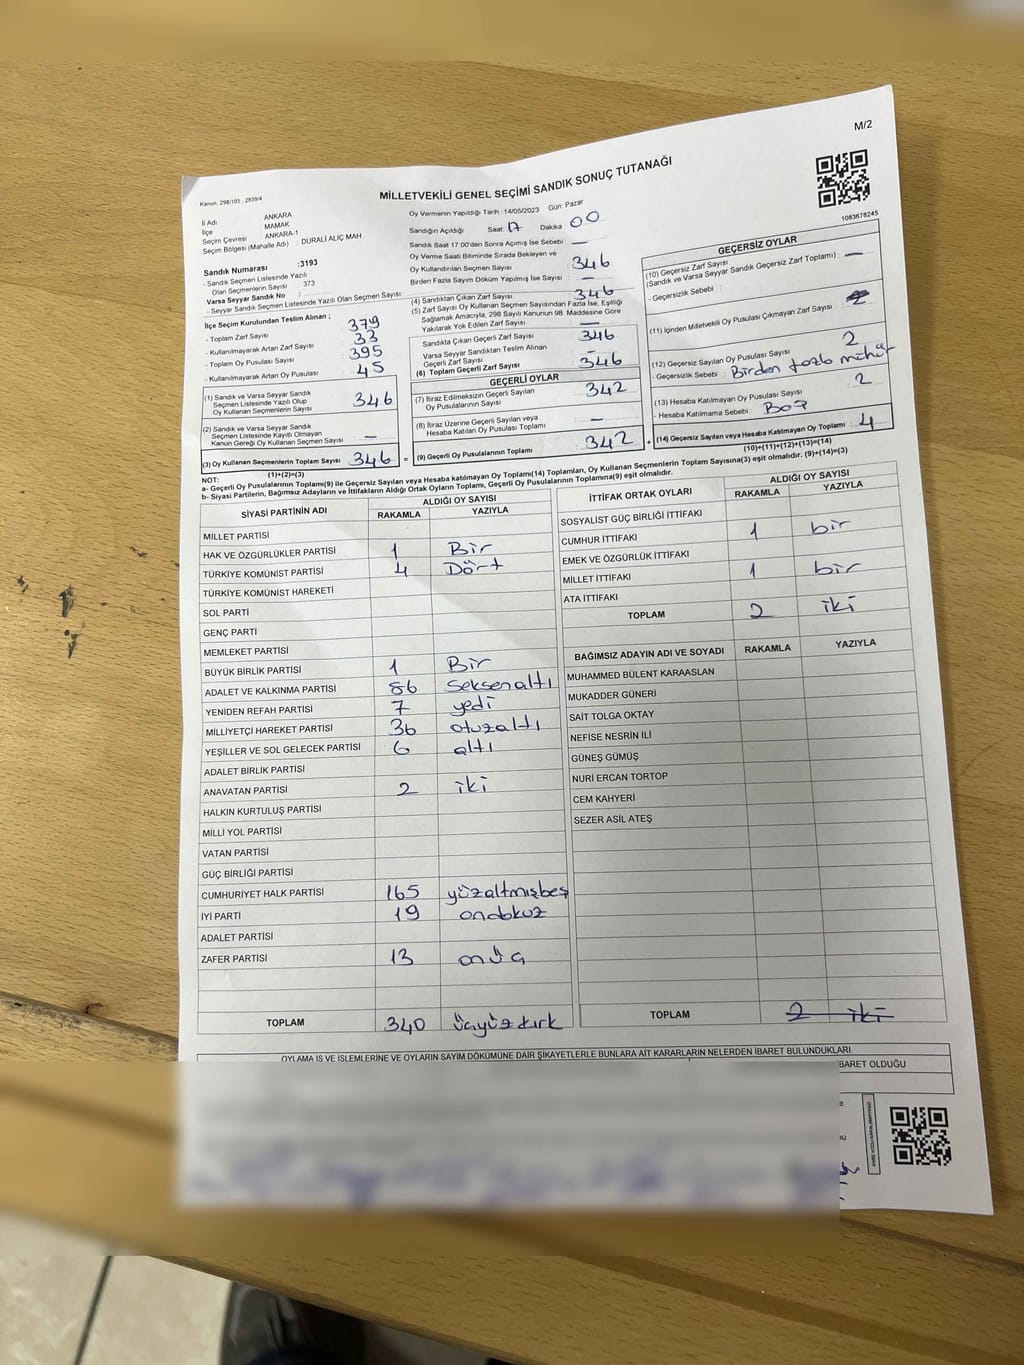 M/2
Kanun: 298/105 , 2839/4
MİLLETVEKİLİ GENEL SEÇİMİ SANDIK SONUÇ TUTANAĞI
1083678245
İl Adı ANKARA
İlçe MAMAK
Seçim Çevresi ANKARA-1
Seçim Bölgesi (Mahalle Adı) : DURALİ ALIÇ MAH.
Sandık Numarası :3193
- Sandık Seçmen Listesinde Yazılı
Olan Seçmenlerin Sayısı : 373
Varsa Seyyar Sandık No :
- Seyyar Sandık Seçmen Listesinde Yazılı Olan Seçmen Sayısı
İlçe Seçim Kurulundan Teslim Alınan ;
- Toplam Zarf Sayısı 379
- Kullanılmayarak Artan Zarf Sayısı 33
- Toplam Oy Pusulası Sayısı 395
- Kullanılmayarak Artan Oy Pusulası 45
(1) Sandık ve Varsa Seyyar Sandık
Seçmen Listesinde Yazılı Olup
Oy Kullanan Seçmenlerin Sayısı 346
(2) Sandık ve Varsa Seyyar Sandık
Seçmen Listesinde Kayıtlı Olmayan
Kanun Gereği Oy Kullanan Seçmen Sayısı —
(3) Oy Kullanan Seçmenlerin Toplam Sayısı 346 =
(1)+(2)=(3)
Oy Vermenin Yapıldığı Tarih : 14/05/2023 Gün: Pazar
Sandığın Açıldığı Saat: 17 Dakika 00
Sandık Saat 17:00'den Sonra Açılmış İse Sebebi —
Oy Verme Saati Bitiminde Sırada Bekleyen ve
Oy Kullandırılan Seçmen Sayısı : 346
Birden Fazla Sayım Döküm Yapılmış İse Sayısı : —
(4) Sandıktan Çıkan Zarf Sayısı 346
(5) Zarf Sayısı Oy Kullanan Seçmen Sayısından Fazla İse, Eşitliği
Sağlamak Amacıyla, 298 Sayılı Kanunun 98. Maddesine Göre
Yakılarak Yok Edilen Zarf Sayısı —
Sandıkta Çıkan Geçerli Zarf Sayısı 346
Varsa Seyyar Sandıktan Teslim Alınan
Geçerli Zarf Sayısı —
(6) Toplam Geçerli Zarf Sayısı 346
GEÇERLİ OYLAR
(7) İtiraz Edilmeksizin Geçerli Sayılan
Oy Pusulalarının Sayısı 342
(8) İtiraz Üzerine Geçerli Sayılan veya
Hesaba Katılan Oy Pusulası Toplamı —
(9) Geçerli Oy Pusulalarının Toplamı 342 +
GEÇERSİZ OYLAR
(10) Geçersiz Zarf Sayısı
(Sandık ve Varsa Seyyar Sandık Geçersiz Zarf Toplamı) : —
- Geçersizlik Sebebi :
(11) İçinden Milletvekili Oy Pusulası Çıkmayan Zarf Sayısı
(12) Geçersiz Sayılan Oy Pusulası Sayısı 2
- Geçersizlik Sebebi : Birden fazla mühür
(13) Hesaba Katılmayan Oy Pusulası Sayısı 2
- Hesaba Katılmama Sebebi : Boş
(14) Geçersiz Sayılan veya Hesaba Katılmayan Oy Toplamı : 4
(10)+(11)+(12)+(13)=(14)
NOT:
a- Geçerli Oy Pusulalarının Toplamı(9) ile Geçersiz Sayılan veya Hesaba katılmayan Oy Toplamı(14) Toplamları, Oy Kullanan Seçmenlerin Toplam Sayısına(3) eşit olmalıdır. (9)+(14)=(3)
b- Siyasi Partilerin, Bağımsız Adayların ve İttifakların Aldığı Ortak Oyların Toplamı, Geçerli Oy Pusulalarının Toplamına(9) eşit olmalıdır.
SİYASİ PARTİNİN ADI ALDIĞI OY SAYISI
RAKAMLA YAZIYLA
MİLLET PARTİSİ
HAK VE ÖZGÜRLÜKLER PARTİSİ 1 Bir
TÜRKİYE KOMÜNİST PARTİSİ 4 Dört
TÜRKİYE KOMÜNİST HAREKETİ
SOL PARTİ
GENÇ PARTİ
MEMLEKET PARTİSİ
BÜYÜK BİRLİK PARTİSİ 1 Bir
ADALET VE KALKINMA PARTİSİ 86 Seksenaltı
YENİDEN REFAH PARTİSİ 7 yedi
MİLLİYETÇİ HAREKET PARTİSİ 36 otuzaltı
YEŞİLLER VE SOL GELECEK PARTİSİ 6 altı
ADALET BİRLİK PARTİSİ
ANAVATAN PARTİSİ 2 iki
HALKIN KURTULUŞ PARTİSİ
MİLLİ YOL PARTİSİ
VATAN PARTİSİ
GÜÇ BİRLİĞİ PARTİSİ
CUMHURİYET HALK PARTİSİ 165 yüzaltmışbeş
İYİ PARTİ 19 ondokuz
ADALET PARTİSİ
ZAFER PARTİSİ 13 onüç
TOPLAM 340 üçyüzkırk
İTTİFAK ORTAK OYLARI ALDIĞI OY SAYISI
RAKAMLA YAZIYLA
SOSYALİST GÜÇ BİRLİĞİ İTTİFAKI
CUMHUR İTTİFAKI 1 bir
EMEK VE ÖZGÜRLÜK İTTİFAKI
MİLLET İTTİFAKI 1 bir
ATA İTTİFAKI
TOPLAM 2 iki
BAĞIMSIZ ADAYIN ADI VE SOYADI RAKAMLA YAZIYLA
MUHAMMED BÜLENT KARAASLAN
MUKADDER GÜNERİ
SAİT TOLGA OKTAY
NEFİSE NESRİN İLİ
GÜNEŞ GÜMÜŞ
NURİ ERCAN TORTOP
CEM KAHYERİ
SEZER ASİL ATEŞ
TOPLAM 2 iki
OYLAMA İŞ VE İŞLEMLERİNE VE OYLARIN SAYIM DÖKÜMÜNE DAİR ŞİKAYETLERLE BUNLARA AİT KARARLARIN NELERDEN İBARET BULUNDUKLARI
BARET OLDUĞU